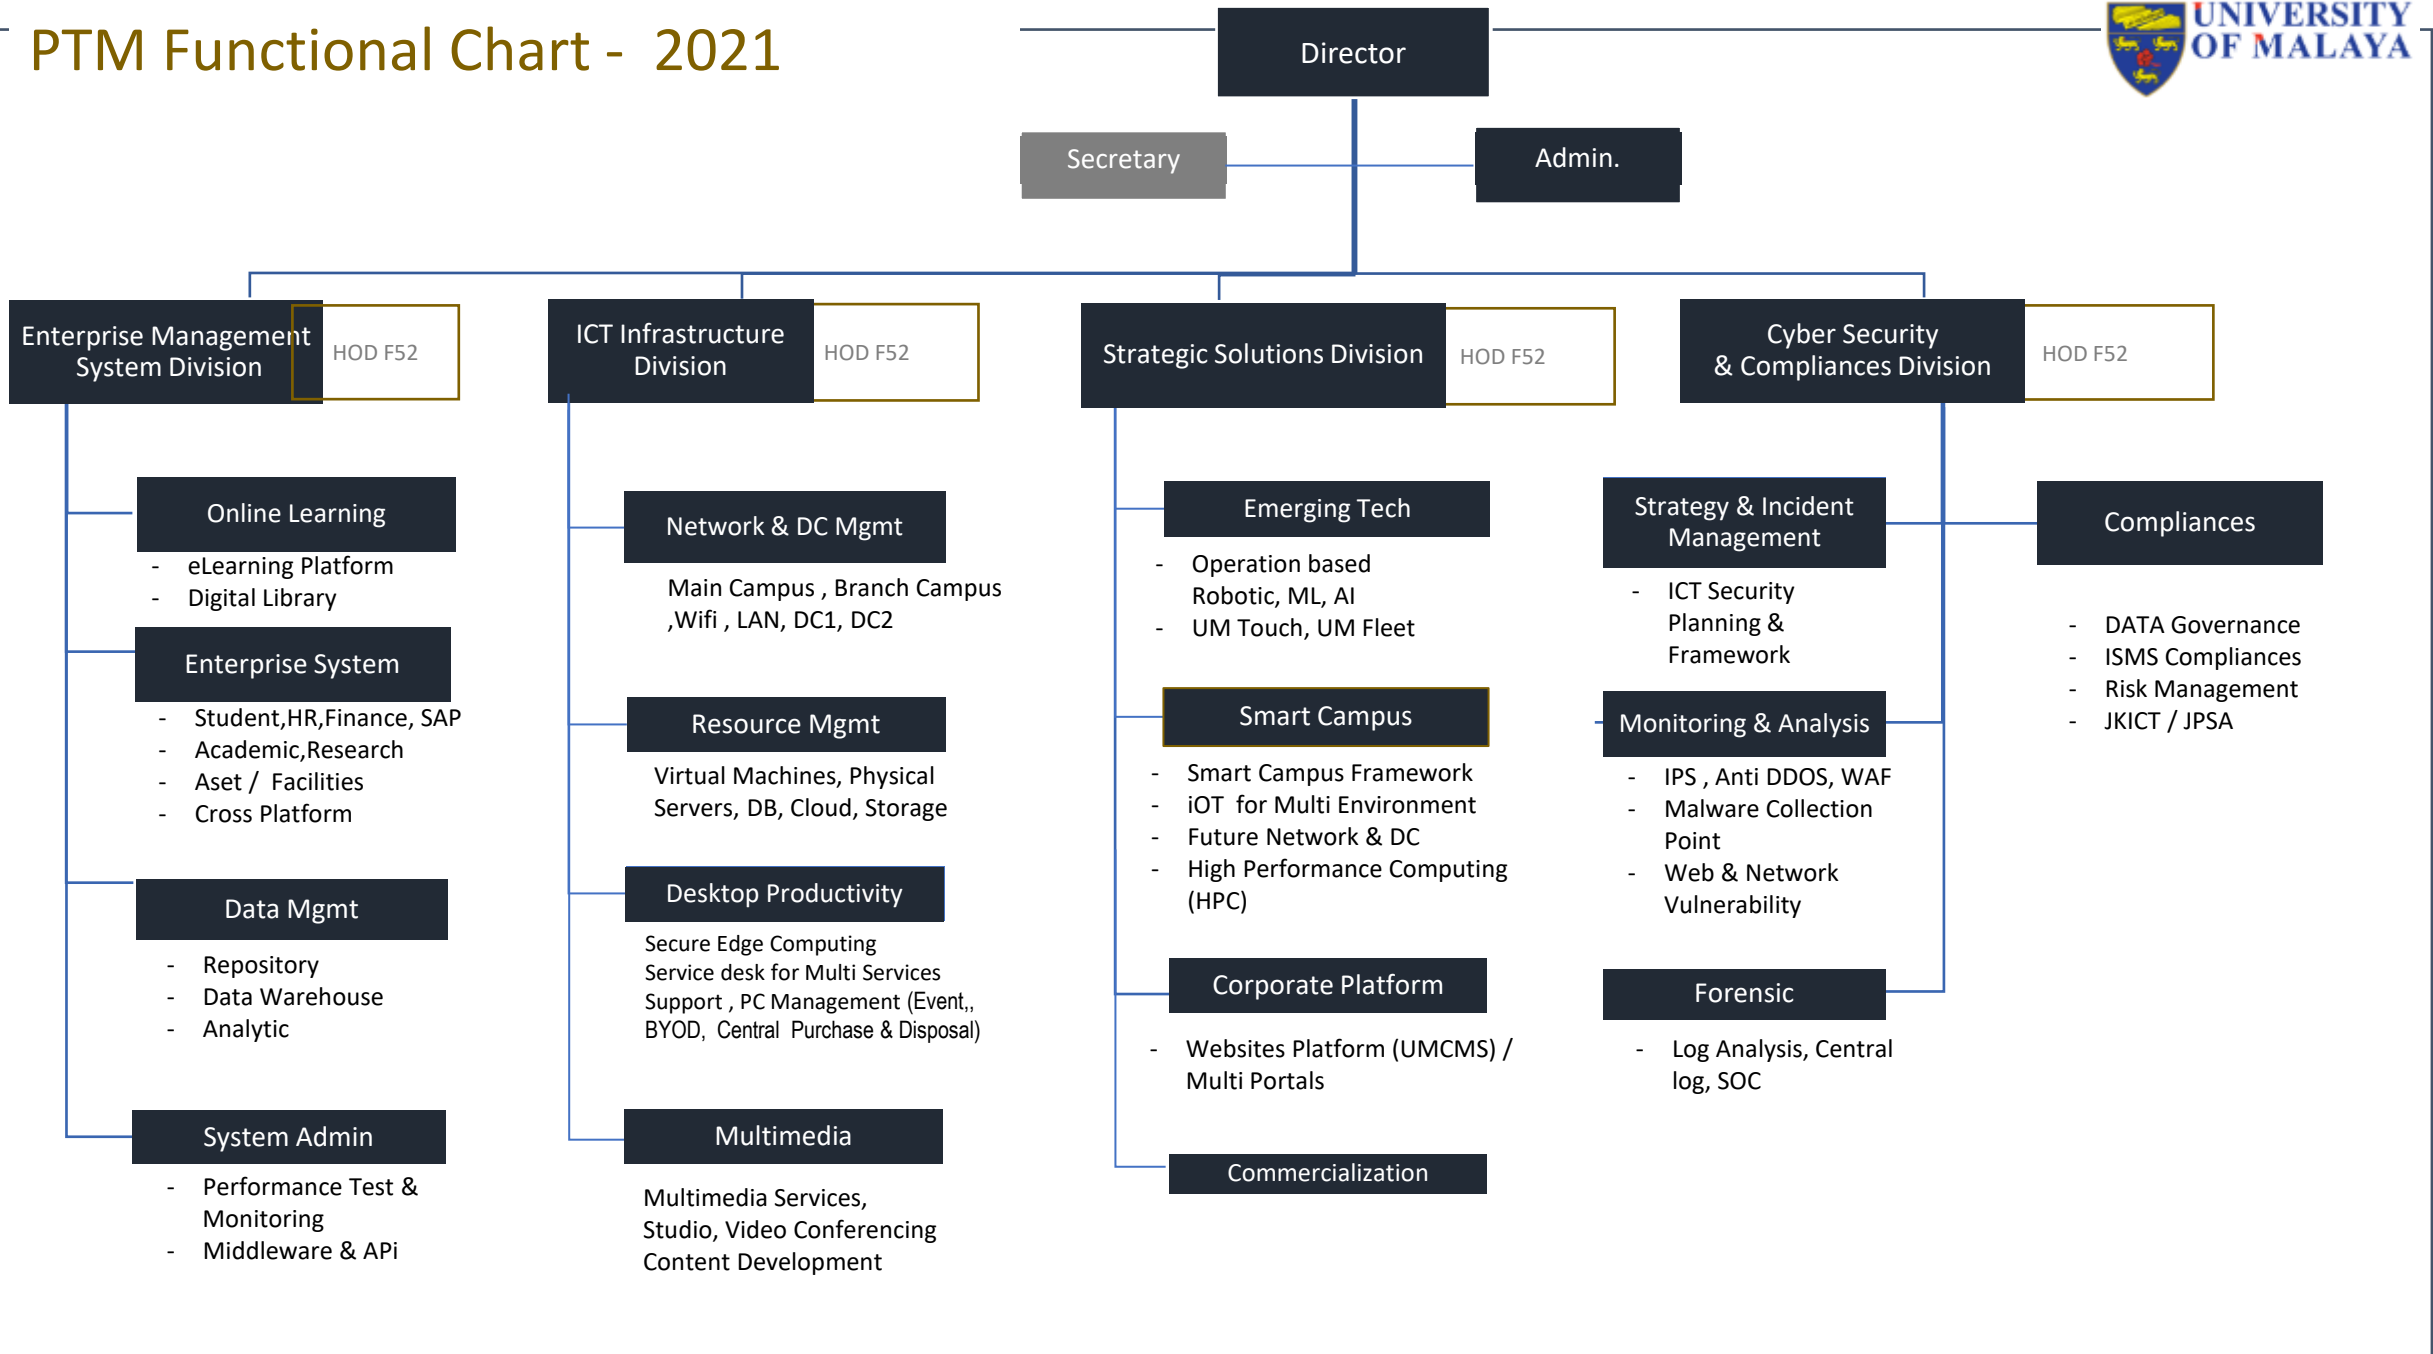 PTM Functional Chart -  2021
UNIVERSITY
OF MALAYA
Director
Secretary
Admin.
Enterprise Management
System Division
HOD F52
ICT Infrastructure
Division
HOD F52
Strategic Solutions Division
HOD F52
Cyber Security
& Compliances Division
HOD F52
Online Learning
- eLearning Platform
- Digital Library
Enterprise System
- Student,HR,Finance, SAP
- Academic,Research
- Aset /  Facilities
- Cross Platform
Data Mgmt
- Repository
- Data Warehouse
- Analytic
System Admin
- Performance Test &
Monitoring
- Middleware & APi
Network & DC Mgmt
Main Campus , Branch Campus
,Wifi , LAN, DC1, DC2
Resource Mgmt
Virtual Machines, Physical
Servers, DB, Cloud, Storage
Desktop Productivity
Secure Edge Computing
Service desk for Multi Services
Support , PC Management (Event,,
BYOD,  Central  Purchase & Disposal)
Multimedia
Multimedia Services,
Studio, Video Conferencing
Content Development
Emerging Tech
- Operation based
Robotic, ML, AI
- UM Touch, UM Fleet
Smart Campus
- Smart Campus Framework
- iOT  for Multi Environment
- Future Network & DC
- High Performance Computing
(HPC)
Corporate Platform
- Websites Platform (UMCMS) /
Multi Portals
Commercialization
Strategy & Incident
Management
- ICT Security
Planning &
Framework
Monitoring & Analysis
- IPS , Anti DDOS, WAF
- Malware Collection
Point
- Web & Network
Vulnerability
Forensic
- Log Analysis, Central
log, SOC
Compliances
- DATA Governance
- ISMS Compliances
- Risk Management
- JKICT / JPSA